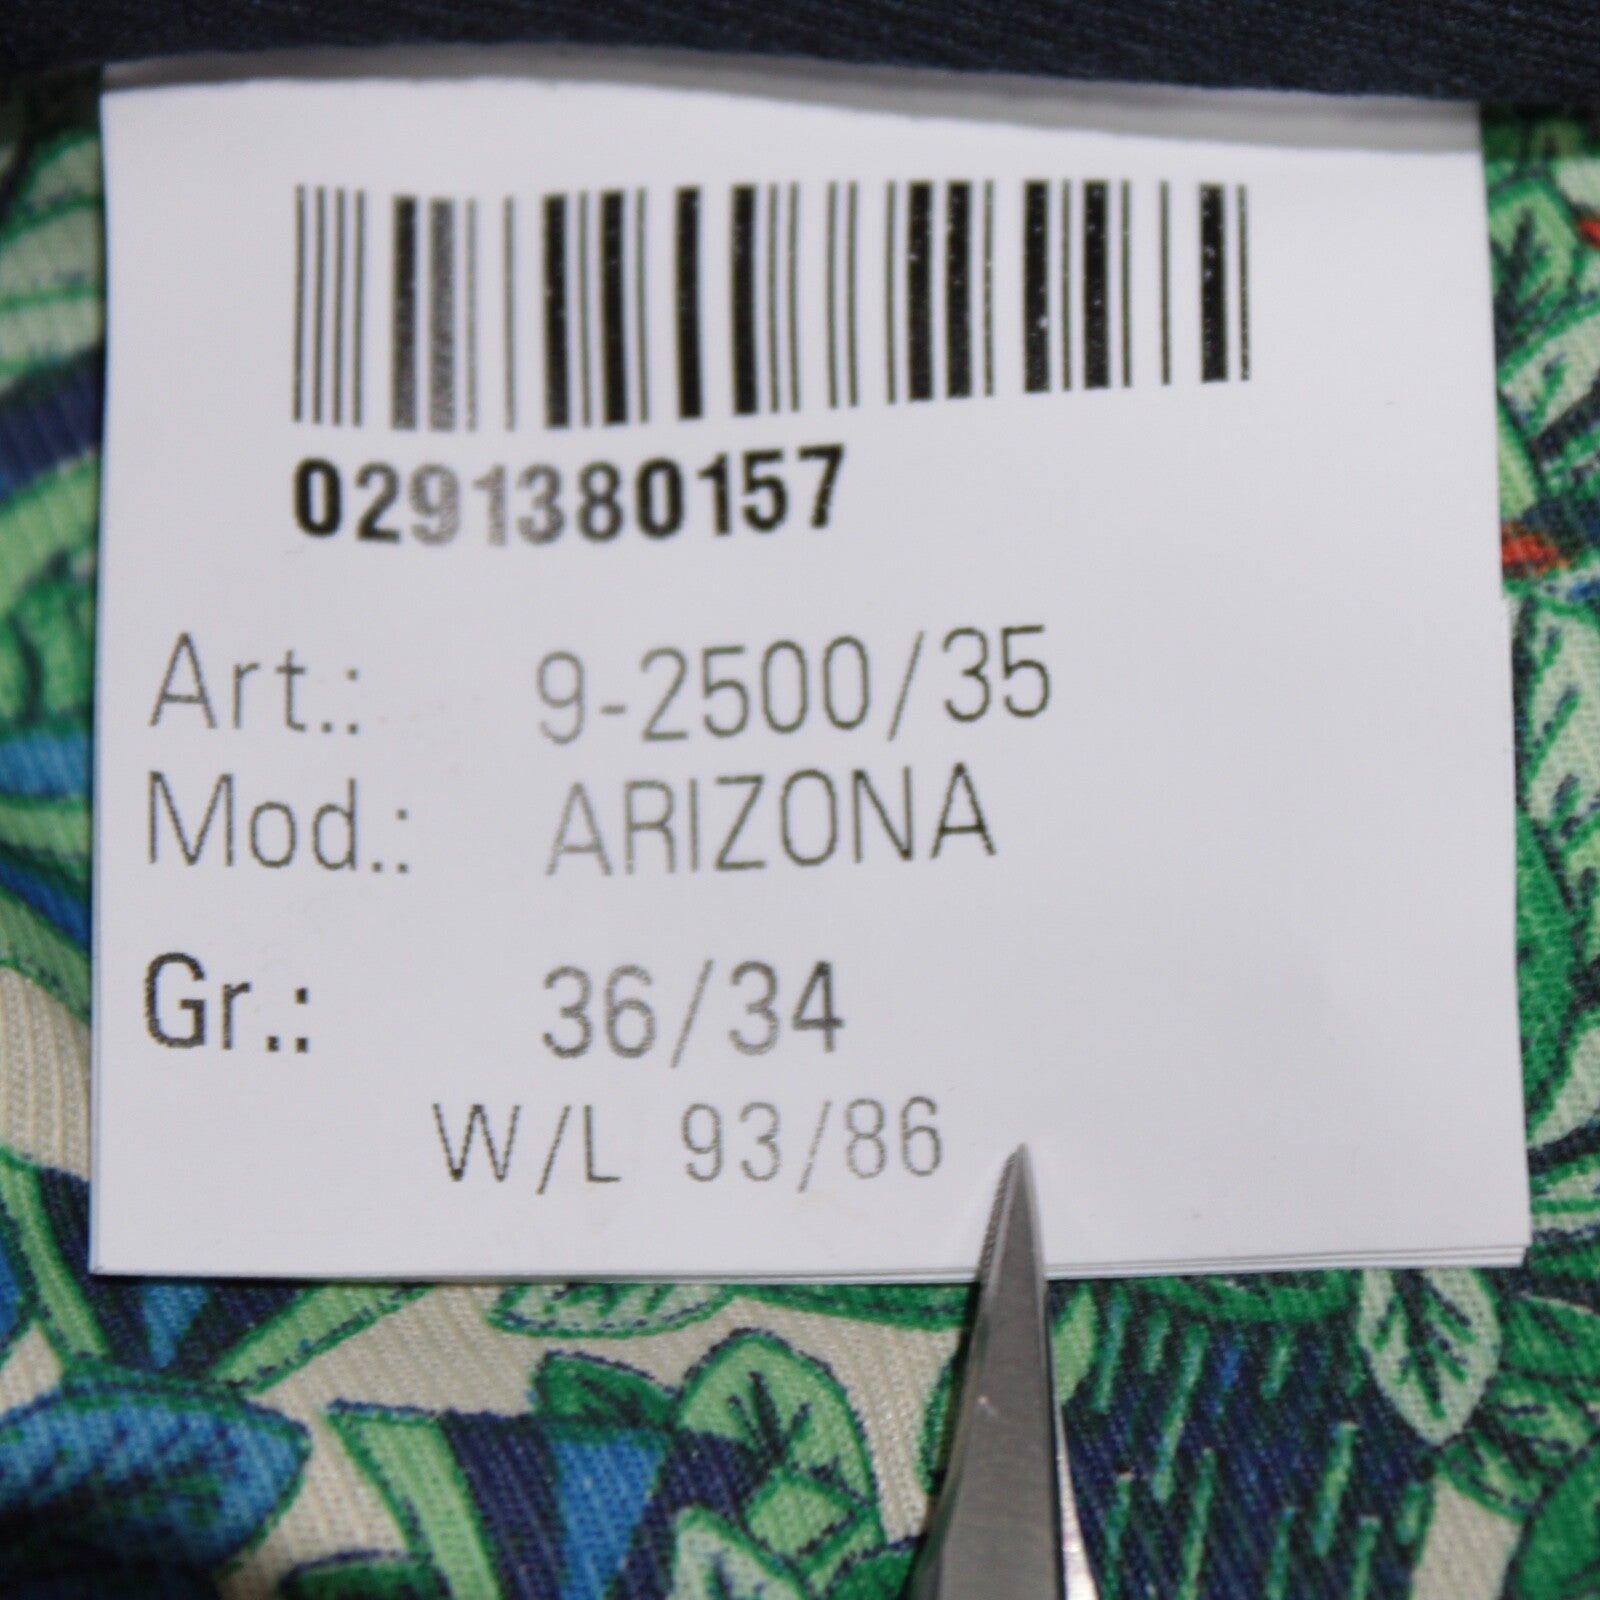 0291380157
Art.: 9-2500/35
Mod.: ARIZONA
Gr.: 36/34
W/L 93/86